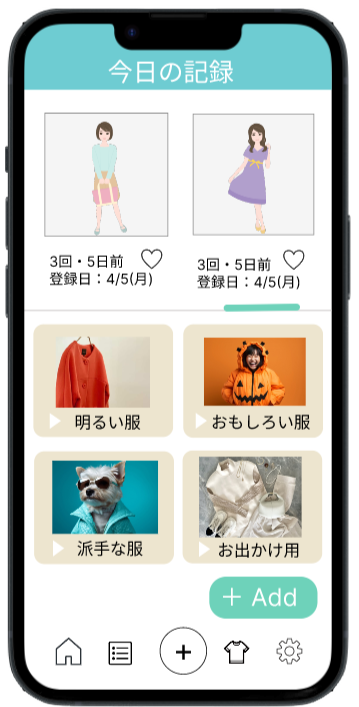 今日の記録
3回・5日前
登録日：4/5(月)
3回・5日前
登録日：4/5(月)
明るい服
おもしろい服
派手な服
お出かけ用
+ Add